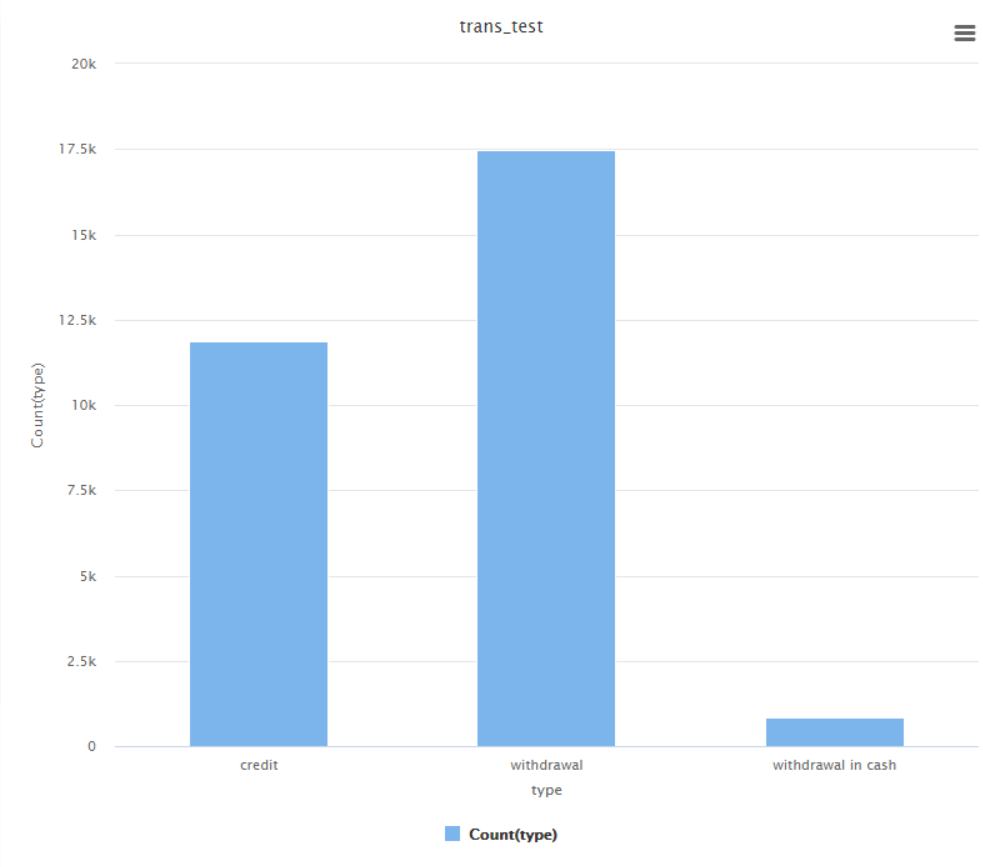 trans_test
20k
17.5k
15k
12.5k
10k
7.5k
5k
2.5k
0
Count(type)
credit
withdrawal
withdrawal in cash
type
Count(type)